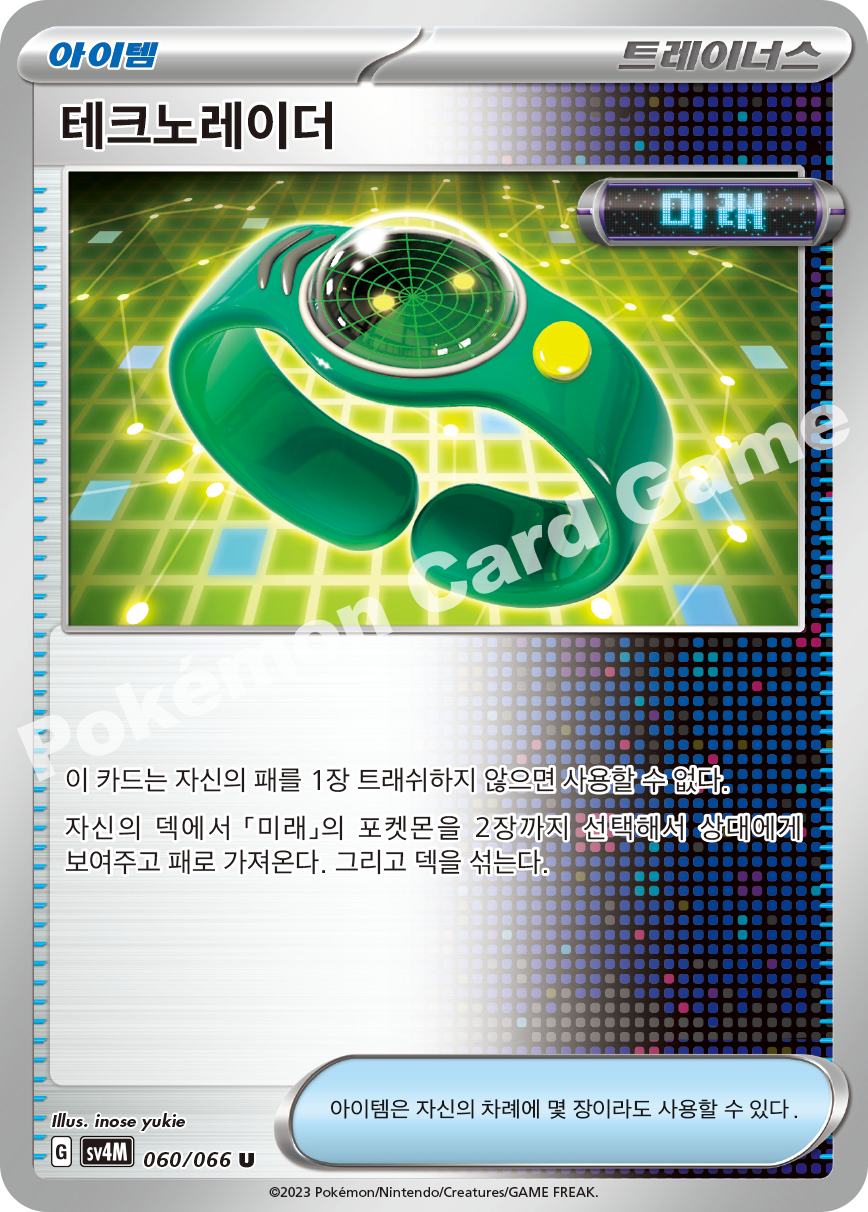 아이템
트레이너스
테크노레이더
미래
이 카드는 자신의 패를 1장 트래쉬하지 않으면 사용할 수 없다.
자신의 덱에서 「미래」의 포켓몬을 2장까지 선택해서 상대에게
보여주고 패로 가져온다. 그리고 덱을 섞는다.
Pokémon Card Game
아이템은 자신의 차례에 몇 장이라도 사용할 수 있다.
Illus. inose yukie
G sv4M 060/066 U
©2023 Pokémon/Nintendo/Creatures/GAME FREAK.